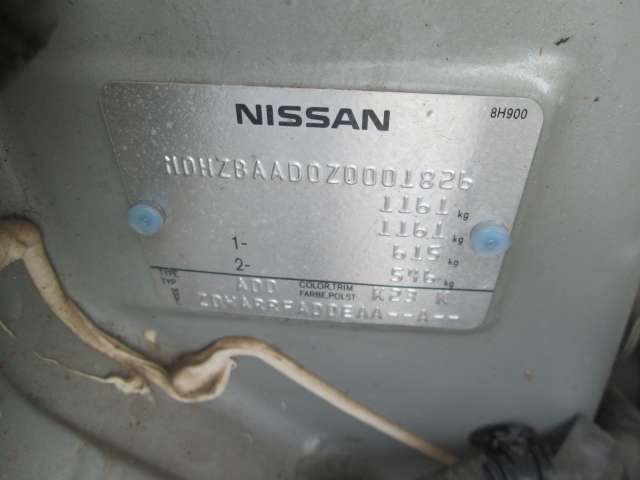 NISSAN 8H900
MDHZBAAD0Z0001826
1161 kg
1161 kg
1- 615 kg
2- 546 kg
TYPE
TYP ADD COLOR,TRIM
FARBE,POLST K23 K